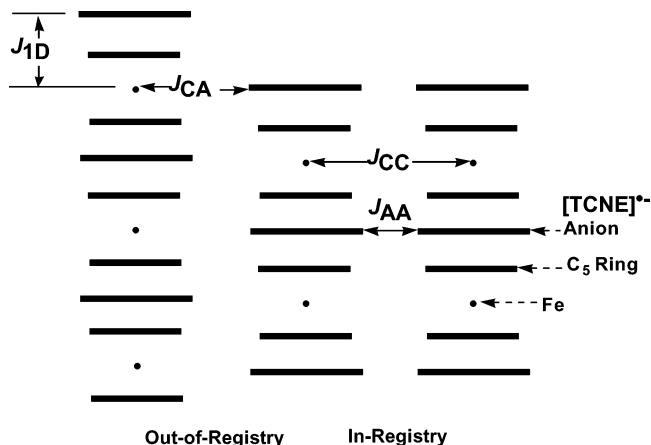 J1D
JCA
JCC
JAA
[TCNE]•-
Anion
C5 Ring
Fe
Out-of-Registry In-Registry